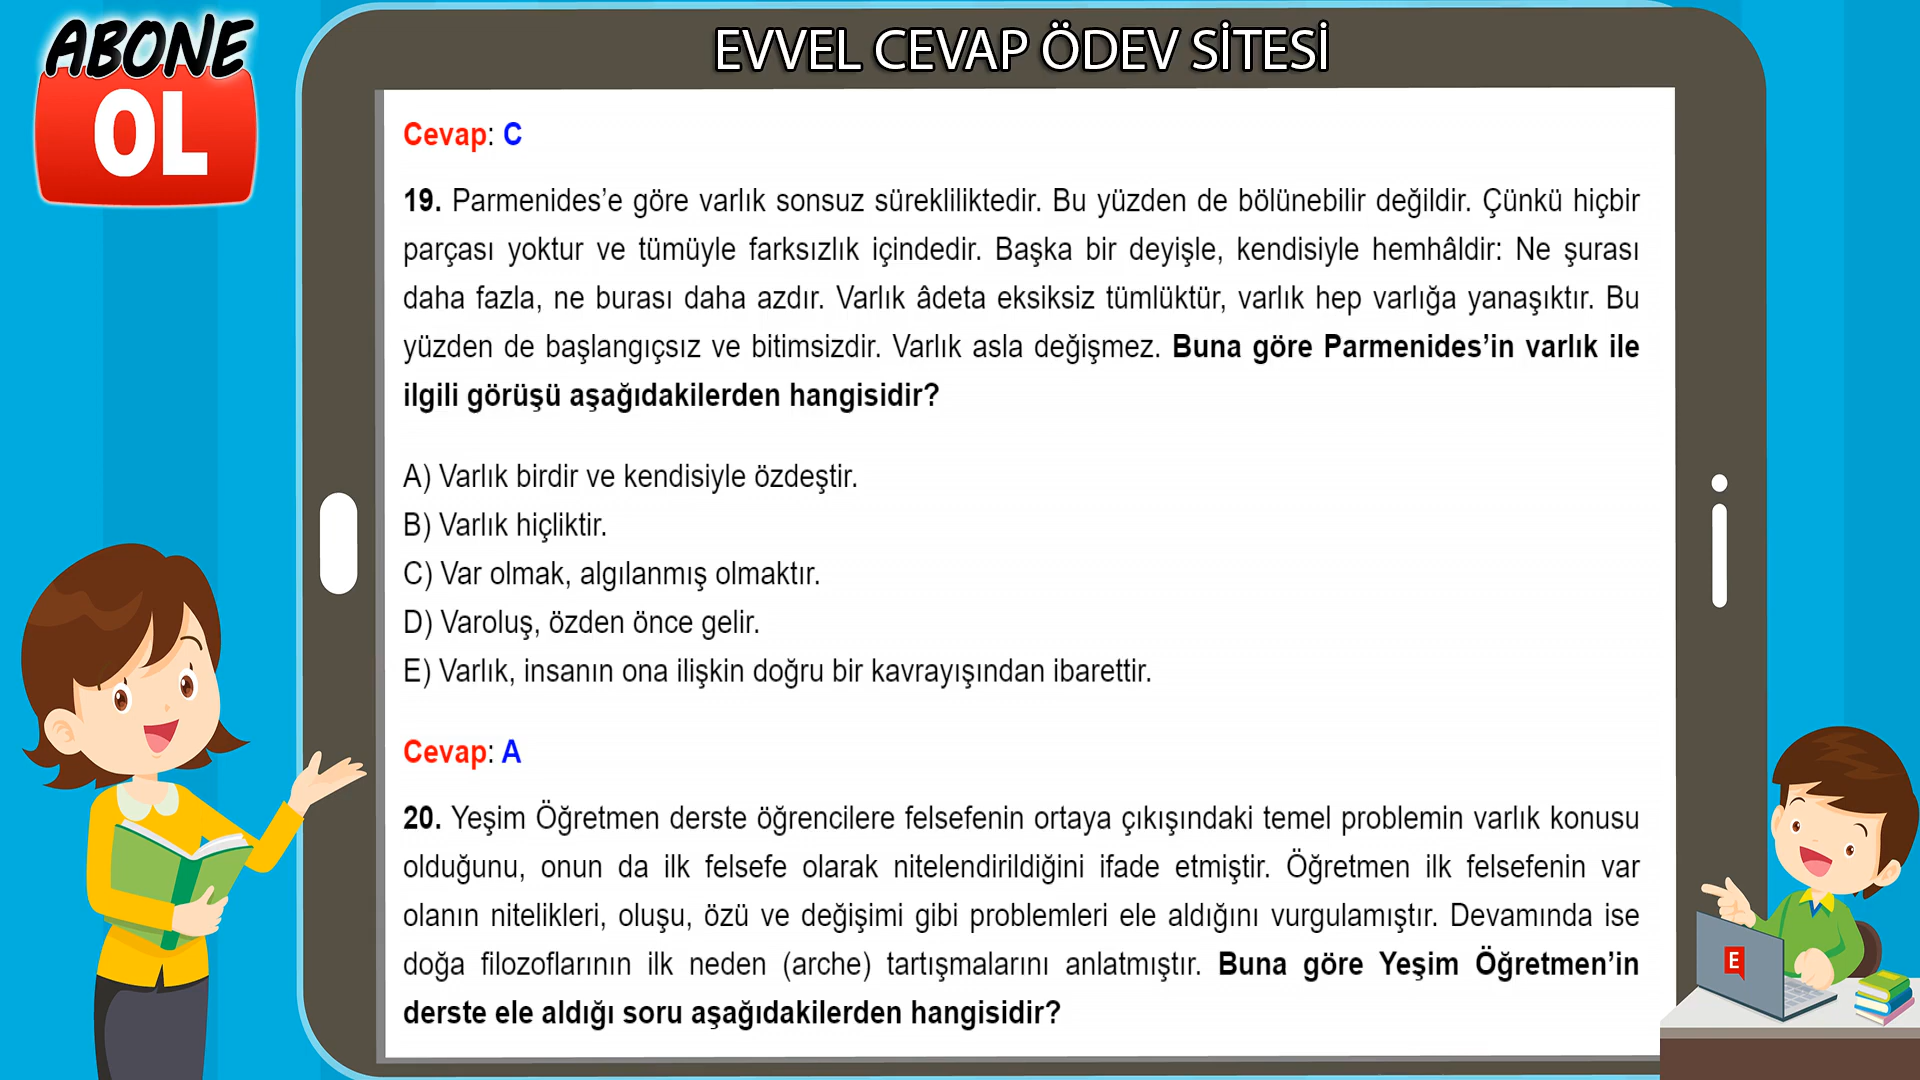 ABONE
OL
EVVEL CEVAP ÖDEV SİTESİ
Cevap: C
19. Parmenides’e göre varlık sonsuz sürekliliktedir. Bu yüzden de bölünebilir değildir. Çünkü hiçbir
parçası yoktur ve tümüyle farksızlık içindedir. Başka bir deyişle, kendisiyle hemhâldir: Ne şurası
daha fazla, ne burası daha azdır. Varlık âdeta eksiksiz tümlüktür, varlık hep varlığa yanaşıktır. Bu
yüzden de başlangıçsız ve bitimsizdir. Varlık asla değişmez. Buna göre Parmenides’in varlık ile
ilgili görüşü aşağıdakilerden hangisidir?
A) Varlık birdir ve kendisiyle özdeştir.
B) Varlık hiçliktir.
C) Var olmak, algılanmış olmaktır.
D) Varoluş, özden önce gelir.
E) Varlık, insanın ona ilişkin doğru bir kavrayışından ibarettir.
Cevap: A
20. Yeşim Öğretmen derste öğrencilere felsefenin ortaya çıkışındaki temel problemin varlık konusu
olduğunu, onun da ilk felsefe olarak nitelendirildiğini ifade etmiştir. Öğretmen ilk felsefenin var
olanın nitelikleri, oluşu, özü ve değişimi gibi problemleri ele aldığını vurgulamıştır. Devamında ise
doğa filozoflarının ilk neden (arche) tartışmalarını anlatmıştır. Buna göre Yeşim Öğretmen’in
derste ele aldığı soru aşağıdakilerden hangisidir?
E